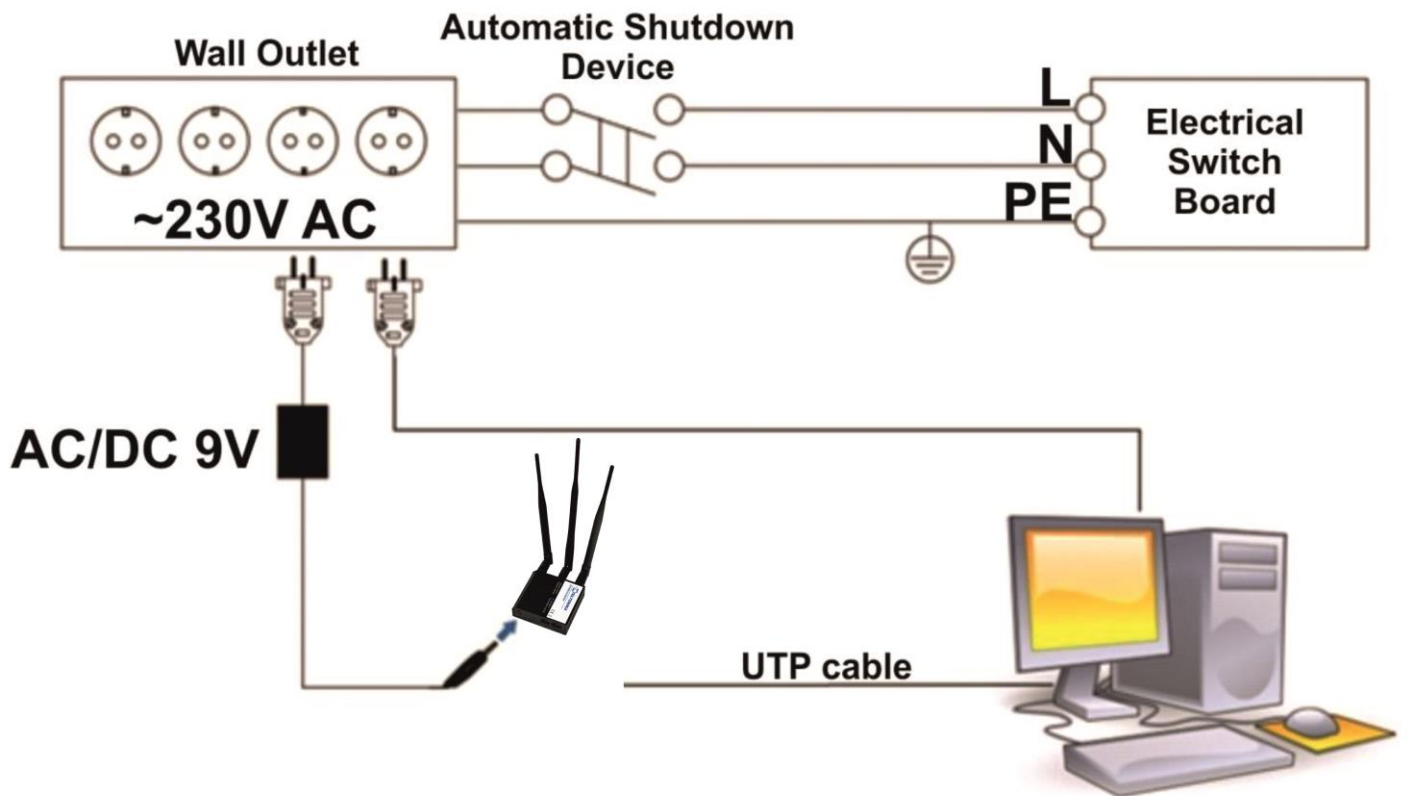 Automatic Shutdown
Device
Wall Outlet
~230V AC
L
N
PE
Electrical
Switch
Board
AC/DC 9V
UTP cable